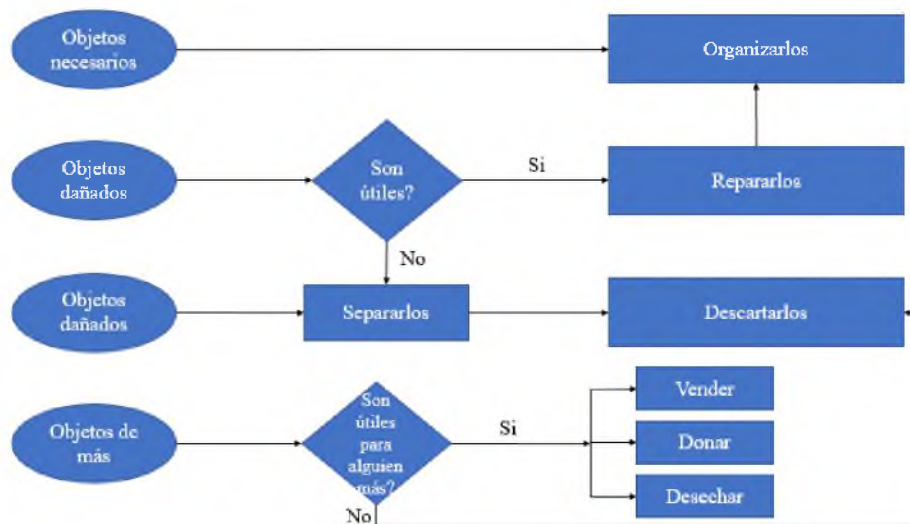 Objetos
necesarios
Organizarlos
Objetos
dañados
Son
útiles?
Si
Repararlos
No
Objetos
dañados
Separarlos
Descartarlos
Objetos de
más
Son
útiles
para
alguien
más?
Si
Vender
Donar
Desechar
No